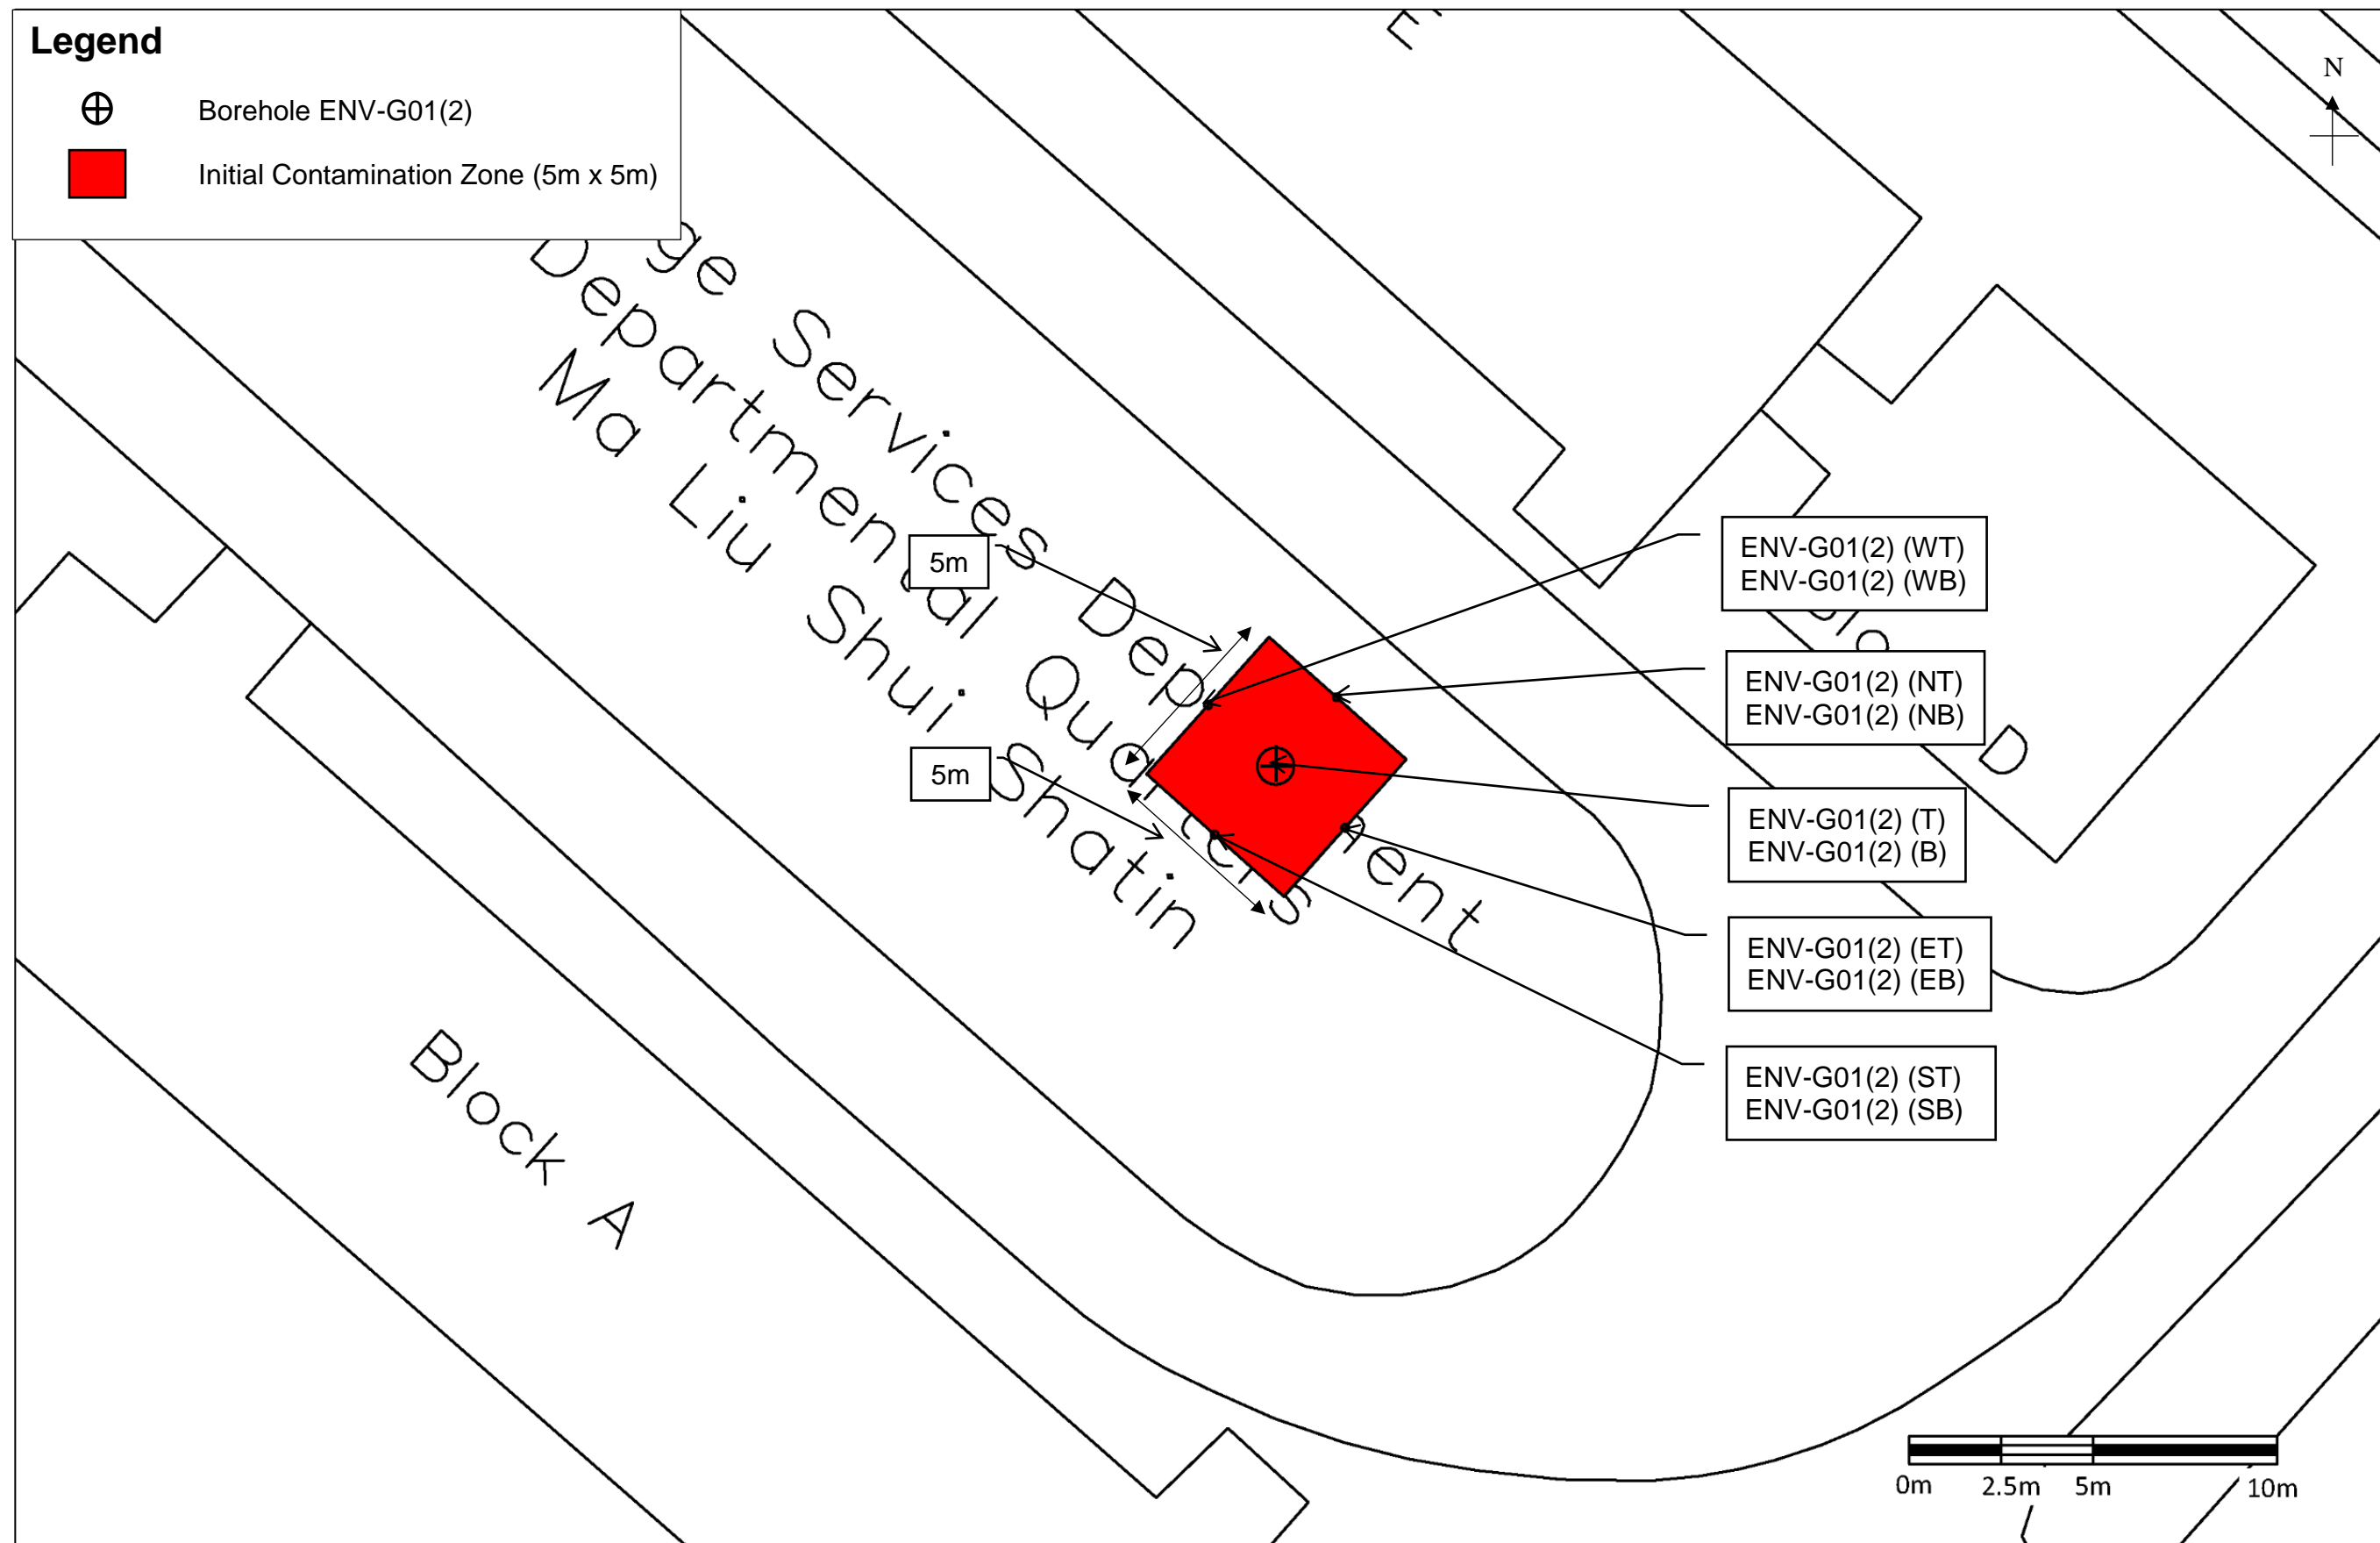 Legend
Borehole ENV-G01(2)
Initial Contamination Zone (5m x 5m)
N
Services Dep ent
Departmental Quarters
Ma Liu Shui Shatin
5m
5m
ENV-G01(2) (WT)
ENV-G01(2) (WB)
ENV-G01(2) (NT)
ENV-G01(2) (NB)
ENV-G01(2) (T)
ENV-G01(2) (B)
ENV-G01(2) (ET)
ENV-G01(2) (EB)
ENV-G01(2) (ST)
ENV-G01(2) (SB)
D
Block A
0m 2.5m 5m 10m